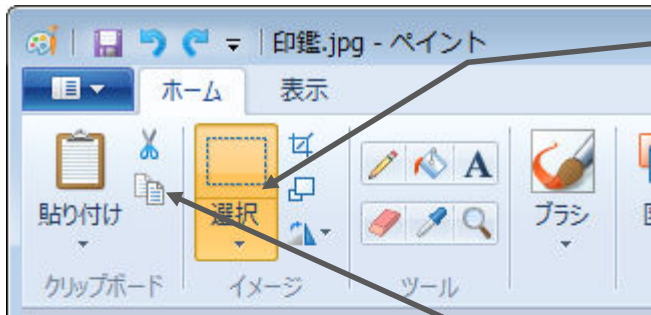 印鑑.jpg - ペイント
ホーム 表示
A
貼り付け 選択 ブラシ
クリップボード イメージ ツール